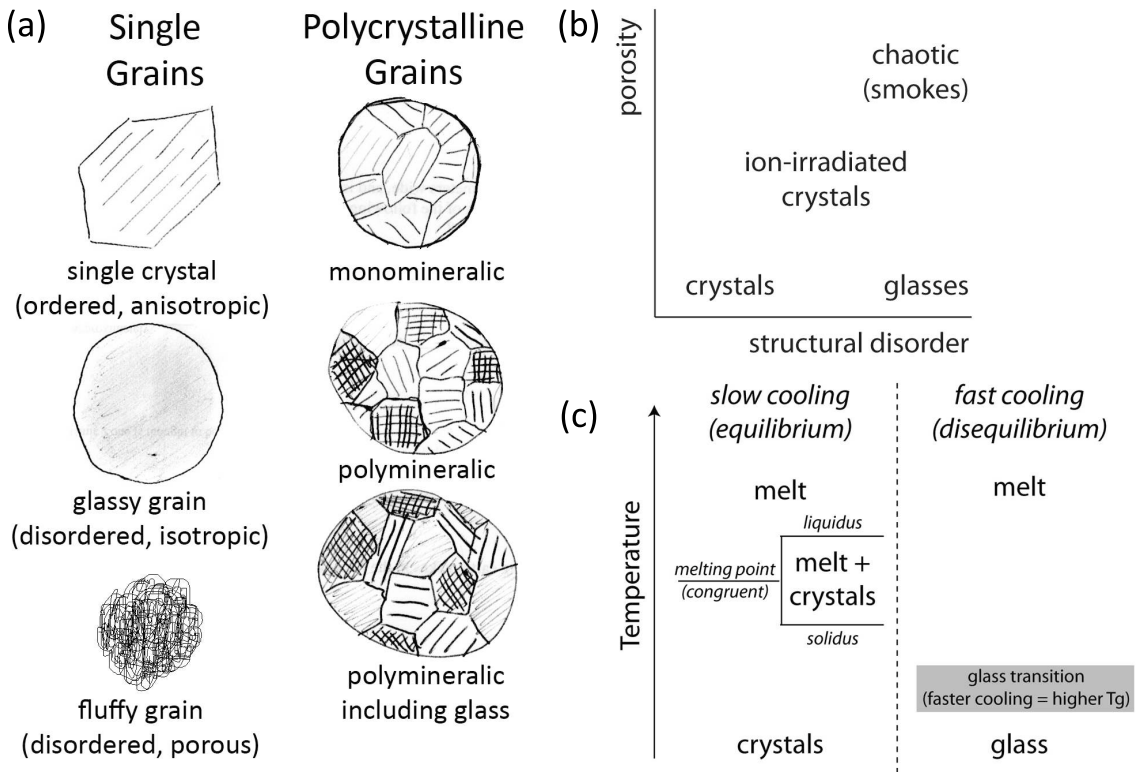 (a)
Single
Grains
Polycrystalline
Grains
single crystal
(ordered, anisotropic)
monomineralic
glassy grain
(disordered, isotropic)
polymineralic
fluffy grain
(disordered, porous)
polymineralic
including glass
(b)
porosity
chaotic
(smokes)
ion-irradiated
crystals
crystals
glasses
structural disorder
(c)
slow cooling
(equilibrium)
fast cooling
(disequilibrium)
Temperature
melt
melt
liquidus
melting point
(congruent)
melt +
crystals
solidus
glass transition
(faster cooling = higher Tg)
crystals
glass